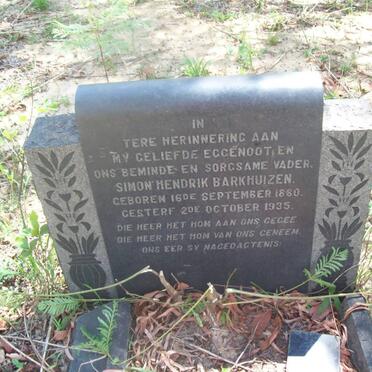 IN
TERE HERINNERING AAN
MY GELIEFDE EGGENOOT, EN
ONS BEMINDE EN SORGSAME VADER.
SIMON HENDRIK BARKHUIZEN.
GEBOREN 16DE SEPTEMBER 1860.
GESTERF 2DE OCTOBER 1935.
DIE HEER HET HOM AAN ONS GEGEE
DIE HEER HET HOM VAN ONS GENEEM,
ONS EER SY NAGEDAGTENIS.